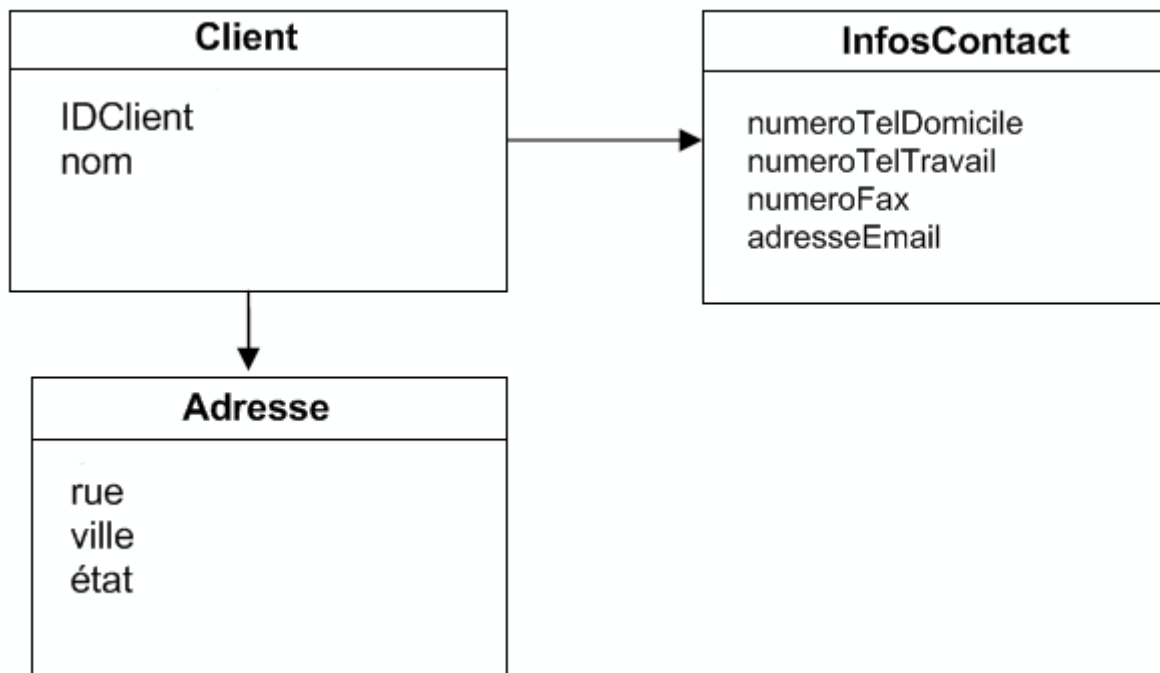 Client
IDClient
nom
InfosContact
numeroTelDomicile
numeroTelTravail
numeroFax
adresseEmail
Adresse
rue
ville
état